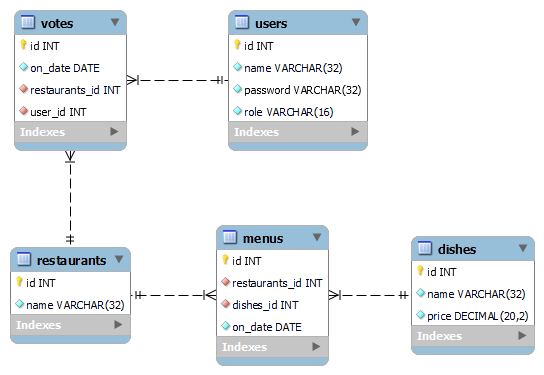 votes
id INT
on_date DATE
restaurants_id INT
user_id INT
Indexes
users
id INT
name VARCHAR(32)
password VARCHAR(32)
role VARCHAR(16)
Indexes
restaurants
id INT
name VARCHAR(32)
Indexes
menus
id INT
restaurants_id INT
dishes_id INT
on_date DATE
Indexes
dishes
id INT
name VARCHAR(32)
price DECIMAL(20,2)
Indexes